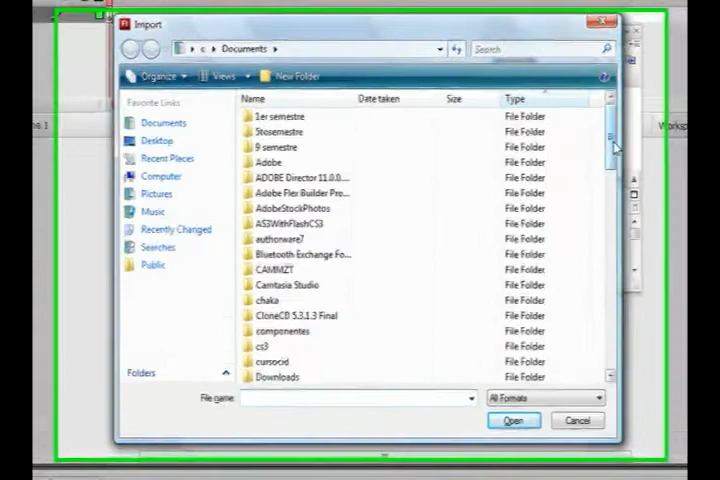 Import
c Documents
Search
Organize Views New Folder
Favorite Links
Documents
Desktop
Recent Places
Computer
Pictures
Music
Recently Changed
Searches
Public
Folders
Name Date taken Size Type
1er semestre File Folder
5tosemestre File Folder
9 semestre File Folder
Adobe File Folder
ADOBE Director 11.0.0.... File Folder
Adobe Flex Builder Pro... File Folder
AdobeStockPhotos File Folder
AS3WithFlashCS3 File Folder
authorware7 File Folder
Bluetooth Exchange Fo... File Folder
CAMMZT File Folder
Camtasia Studio File Folder
chaka File Folder
CloneCD 5.3.1.3 Final File Folder
componentes File Folder
cs3 File Folder
cursocid File Folder
Downloads File Folder
File name:
All Formats
Open Cancel
Worksp